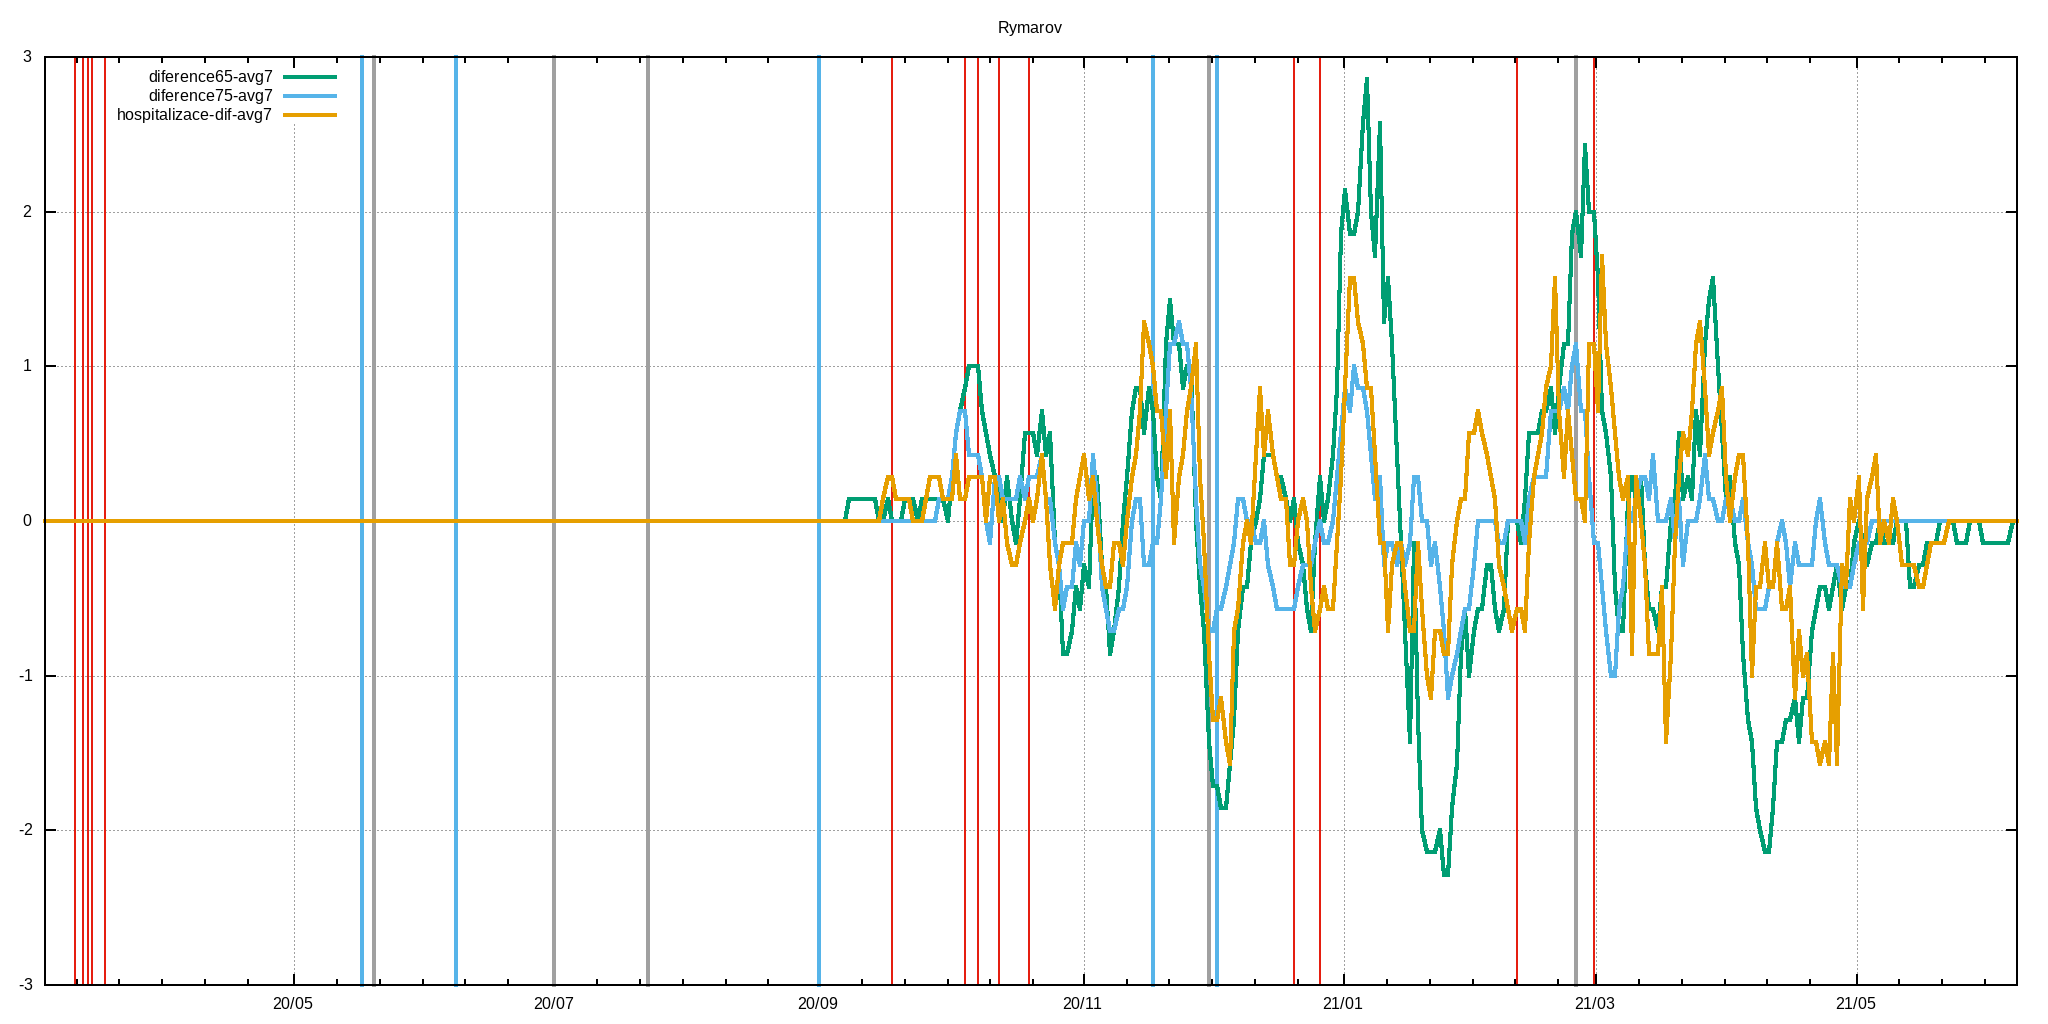 Rymarov
diference65-avg7
diference75-avg7
hospitalizace-dif-avg7
3
2
1
0
-1
-2
-3
20/05 20/07 20/09 20/11 21/01 21/03 21/05